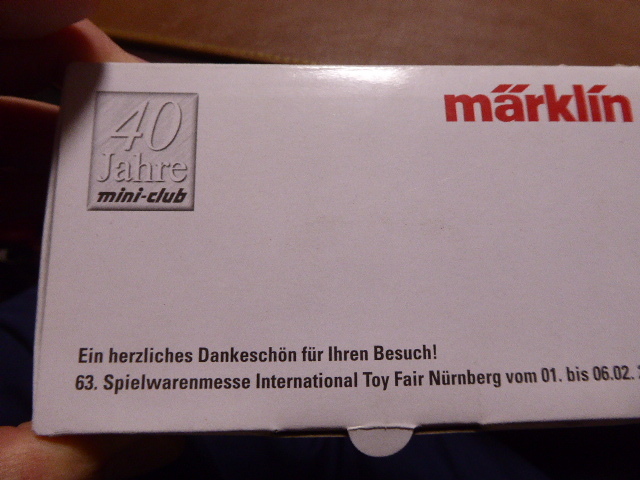 märklin
40
Jahre
mini-club
Ein herzliches Dankeschön für Ihren Besuch!
63. Spielwarenmesse International Toy Fair Nürnberg vom 01. bis 06.02.